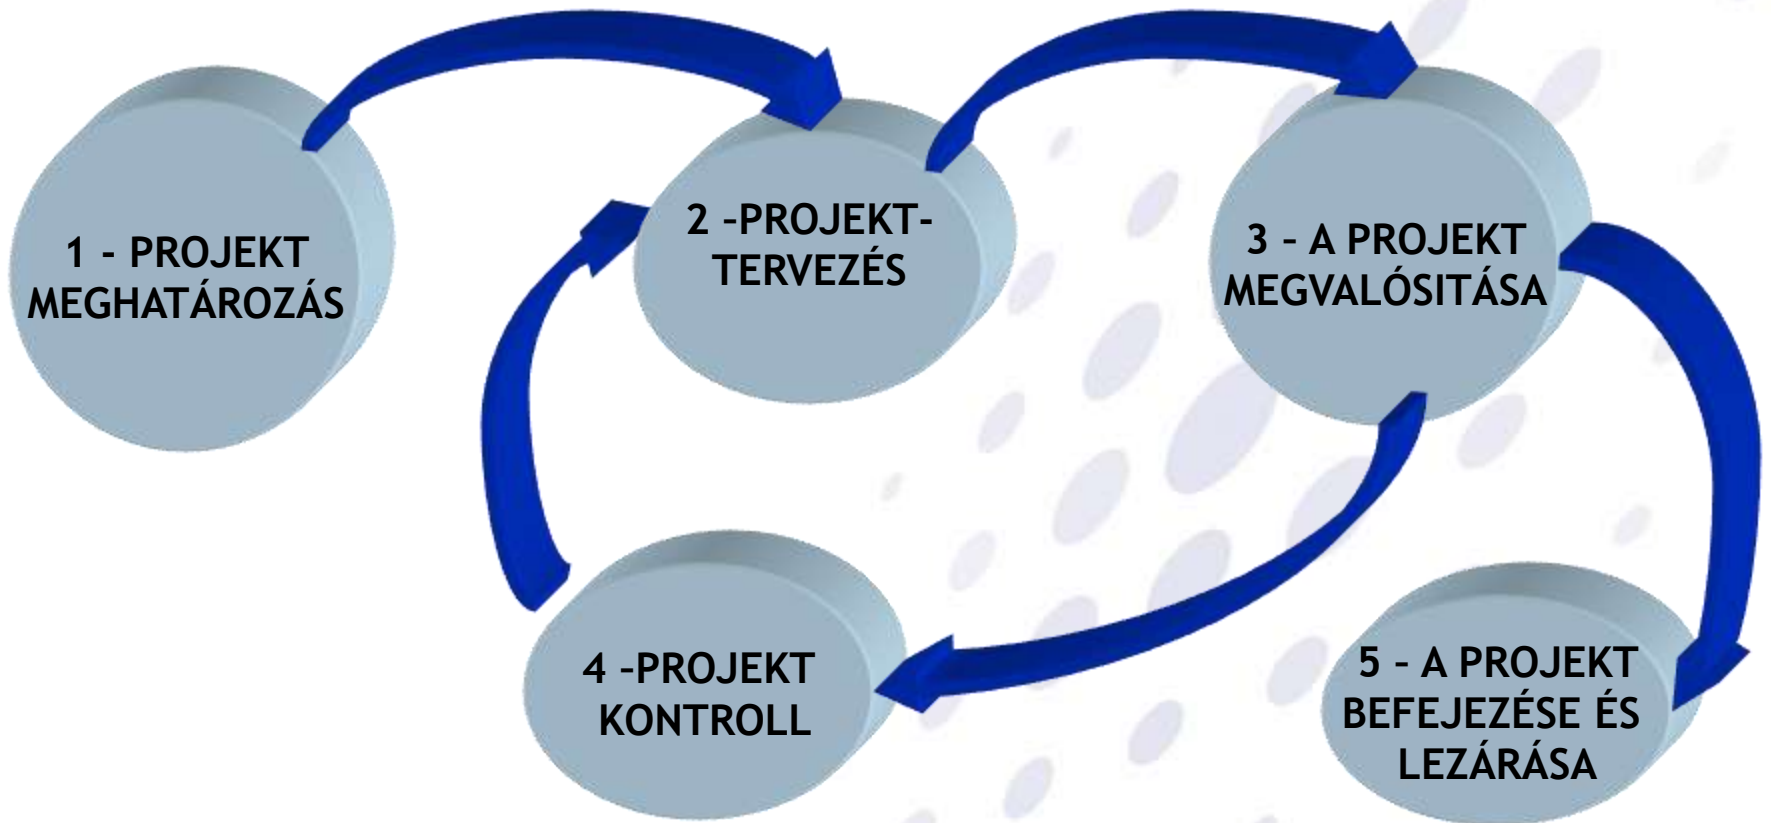 1 - PROJEKT
MEGHATÁROZÁS
2 –PROJEKT-
TERVEZÉS
3 – A PROJEKT
MEGVALÓSITÁSA
4 –PROJEKT
KONTROLL
5 – A PROJEKT
BEFEJEZÉSE ÉS
LEZÁRÁSA